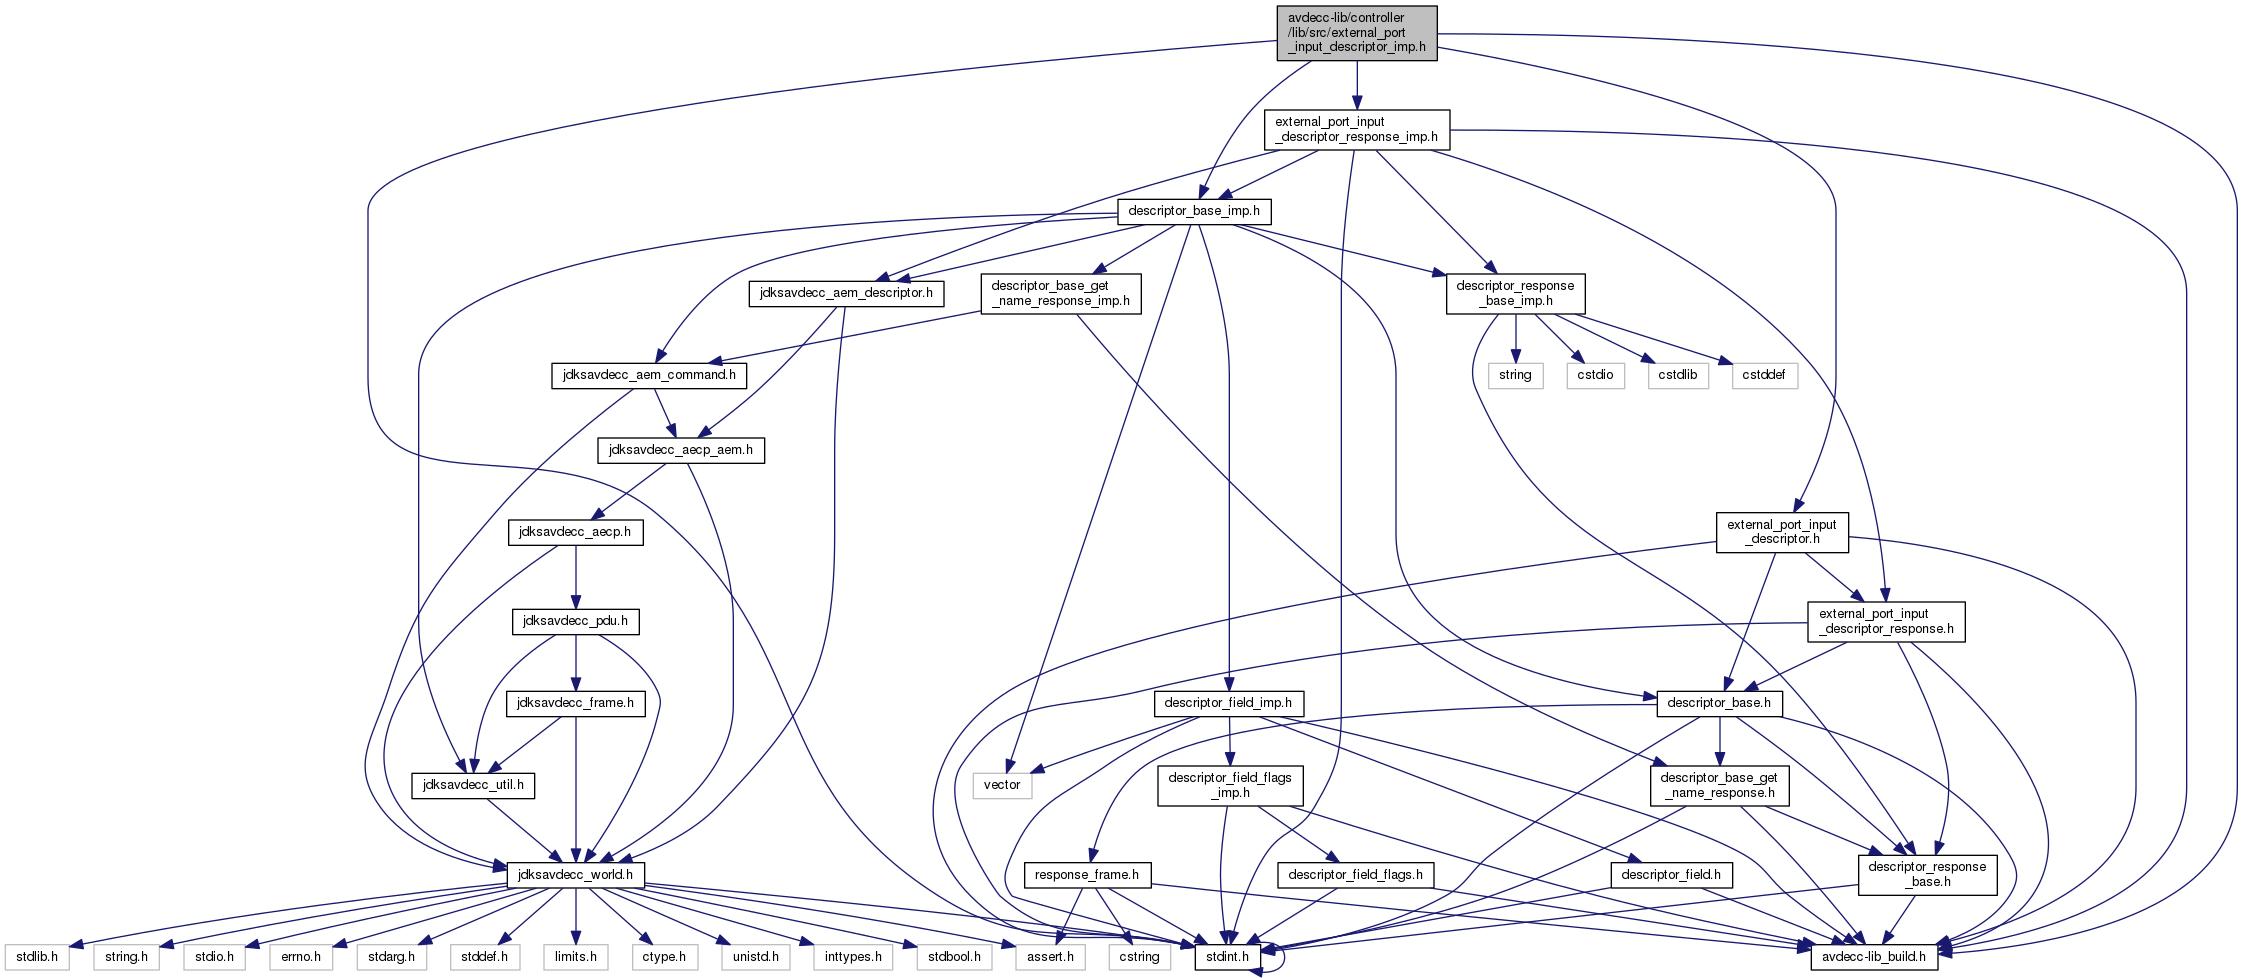 avdecc-lib/controller
/lib/src/external_port
_input_descriptor_imp.h
external_port_input
_descriptor_response_imp.h
descriptor_base_imp.h
jdksavdecc_aem_descriptor.h
descriptor_base_get
_name_response_imp.h
descriptor_response
_base_imp.h
jdksavdecc_aem_command.h
string
cstdio
cstdlib
cstddef
jdksavdecc_aecp_aem.h
jdksavdecc_aecp.h
external_port_input
_descriptor.h
jdksavdecc_pdu.h
external_port_input
_descriptor_response.h
jdksavdecc_frame.h
descriptor_field_imp.h
descriptor_base.h
jdksavdecc_util.h
vector
descriptor_field_flags
_imp.h
descriptor_base_get
_name_response.h
jdksavdecc_world.h
response_frame.h
descriptor_field_flags.h
descriptor_field.h
descriptor_response
_base.h
stdlib.h
string.h
stdio.h
errno.h
stdarg.h
stddef.h
limits.h
ctype.h
unistd.h
inttypes.h
stdbool.h
assert.h
cstring
stdint.h
avdecc-lib_build.h